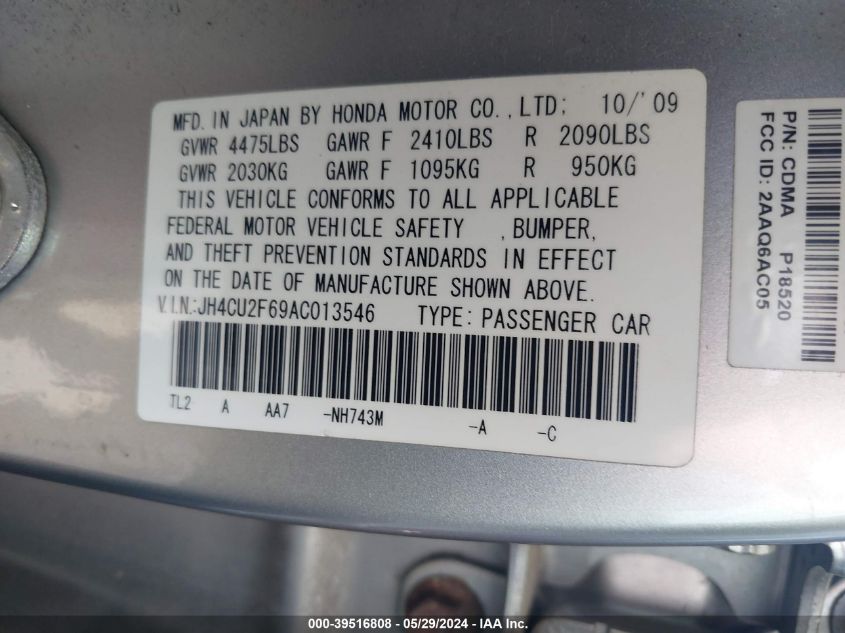 MFD. IN JAPAN BY HONDA MOTOR CO.,LTD; 10/'09
GVWR 4475LBS GAWR F 2410LBS R 2090LBS
GVWR 2030KG GAWR F 1095KG R 950KG
THIS VEHICLE CONFORMS TO ALL APPLICABLE
FEDERAL MOTOR VEHICLE SAFETY ,BUMPER,
AND THEFT PREVENTION STANDARDS IN EFFECT
ON THE DATE OF MANUFACTURE SHOWN ABOVE.
V.I.N.:JH4CU2F69AC013546 TYPE: PASSENGER CAR
TL2 A AA7 -NH743M -A -C
P/N: CDMA P18520
FCC ID: 2AAQ6AC05
000-39516808 - 05/29/2024 - IAA, Inc.